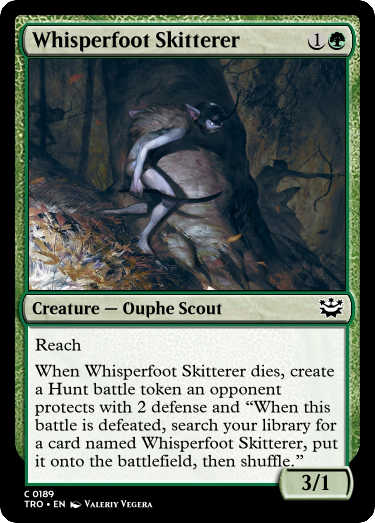 Whisperfoot Skitterer 1
Creature — Ouphe Scout
Reach
When Whisperfoot Skitterer dies, create
a Hunt battle token an opponent
protects with 2 defense and “When this
battle is defeated, search your library for
a card named Whisperfoot Skitterer, put
it onto the battlefield, then shuffle.”
3/1
C 0189
TRO • EN Valeriy Vegera